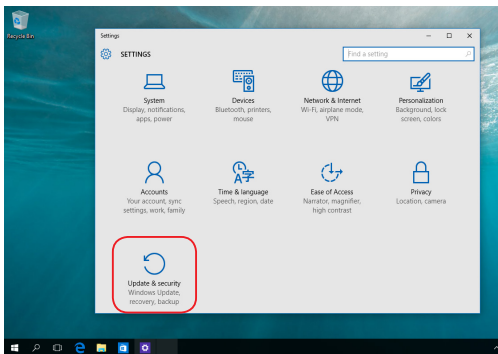 Recycle Bin
Settings
SETTINGS
Find a setting
System
Display, notifications,
apps, power
Devices
Bluetooth, printers,
mouse
Network & Internet
Wi-Fi, airplane mode,
VPN
Personalization
Background, lock
screen, colors
Accounts
Your account, sync
settings, work, family
Time & language
Speech, region, date
Ease of Access
Narrator, magnifier,
high contrast
Privacy
Location, camera
Update & security
Windows Update,
recovery, backup